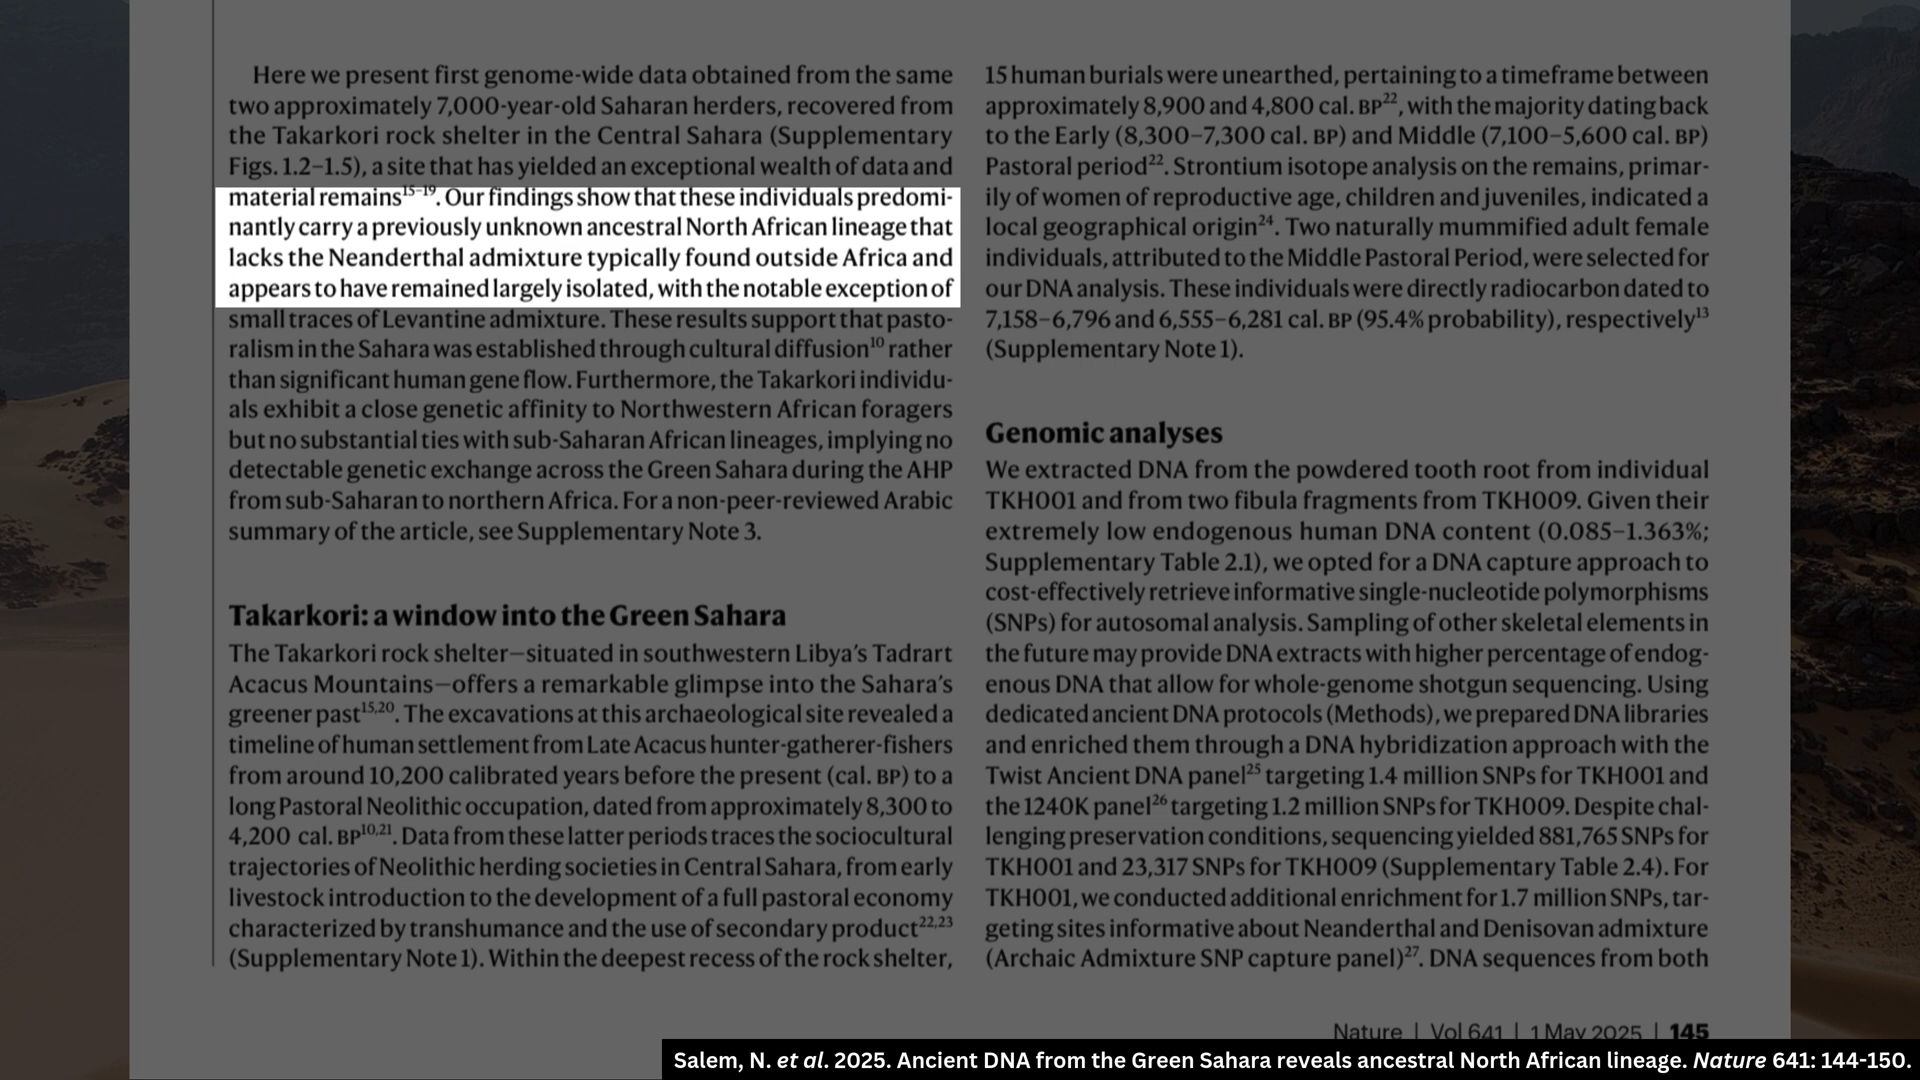 Here we present first genome-wide data obtained from the same
two approximately 7,000-year-old Saharan herders, recovered from
the Takarkori rock shelter in the Central Sahara (Supplementary
Figs. 1.2–1.5), a site that has yielded an exceptional wealth of data and
material remains15–19. Our findings show that these individuals predomi-
nantly carry a previously unknown ancestral North African lineage that
lacks the Neanderthal admixture typically found outside Africa and
appears to have remained largely isolated, with the notable exception of
small traces of Levantine admixture. These results support that pasto-
ralism in the Sahara was established through cultural diffusion10 rather
than significant human gene flow. Furthermore, the Takarkori individu-
als exhibit a close genetic affinity to Northwestern African foragers
but no substantial ties with sub-Saharan African lineages, implying no
detectable genetic exchange across the Green Sahara during the AHP
from sub-Saharan to northern Africa. For a non-peer-reviewed Arabic
summary of the article, see Supplementary Note 3.
Takarkori: a window into the Green Sahara
The Takarkori rock shelter—situated in southwestern Libya’s Tadrart
Acacus Mountains—offers a remarkable glimpse into the Sahara’s
greener past15,20. The excavations at this archaeological site revealed a
timeline of human settlement from Late Acacus hunter-gatherer-fishers
from around 10,200 calibrated years before the present (cal. BP) to a
long Pastoral Neolithic occupation, dated from approximately 8,300 to
4,200 cal. BP10,21. Data from these latter periods traces the sociocultural
trajectories of Neolithic herding societies in Central Sahara, from early
livestock introduction to the development of a full pastoral economy
characterized by transhumance and the use of secondary product22,23
(Supplementary Note 1). Within the deepest recess of the rock shelter,
15 human burials were unearthed, pertaining to a timeframe between
approximately 8,900 and 4,800 cal. BP22, with the majority dating back
to the Early (8,300–7,300 cal. BP) and Middle (7,100–5,600 cal. BP)
Pastoral period22. Strontium isotope analysis on the remains, primar-
ily of women of reproductive age, children and juveniles, indicated a
local geographical origin24. Two naturally mummified adult female
individuals, attributed to the Middle Pastoral Period, were selected for
our DNA analysis. These individuals were directly radiocarbon dated to
7,158–6,796 and 6,555–6,281 cal. BP (95.4% probability), respectively13
(Supplementary Note 1).
Genomic analyses
We extracted DNA from the powdered tooth root from individual
TKH001 and from two fibula fragments from TKH009. Given their
extremely low endogenous human DNA content (0.085–1.363%;
Supplementary Table 2.1), we opted for a DNA capture approach to
cost-effectively retrieve informative single-nucleotide polymorphisms
(SNPs) for autosomal analysis. Sampling of other skeletal elements in
the future may provide DNA extracts with higher percentage of endog-
enous DNA that allow for whole-genome shotgun sequencing. Using
dedicated ancient DNA protocols (Methods), we prepared DNA libraries
and enriched them through a DNA hybridization approach with the
Twist Ancient DNA panel25 targeting 1.4 million SNPs for TKH001 and
the 1240K panel26 targeting 1.2 million SNPs for TKH009. Despite chal-
lenging preservation conditions, sequencing yielded 881,765 SNPs for
TKH001 and 23,317 SNPs for TKH009 (Supplementary Table 2.4). For
TKH001, we conducted additional enrichment for 1.7 million SNPs, tar-
geting sites informative about Neanderthal and Denisovan admixture
(Archaic Admixture SNP capture panel)27. DNA sequences from both
Nature | Vol 641 | 1 May 2025 | 145
Salem, N. et al. 2025. Ancient DNA from the Green Sahara reveals ancestral North African lineage. Nature 641: 144-150.